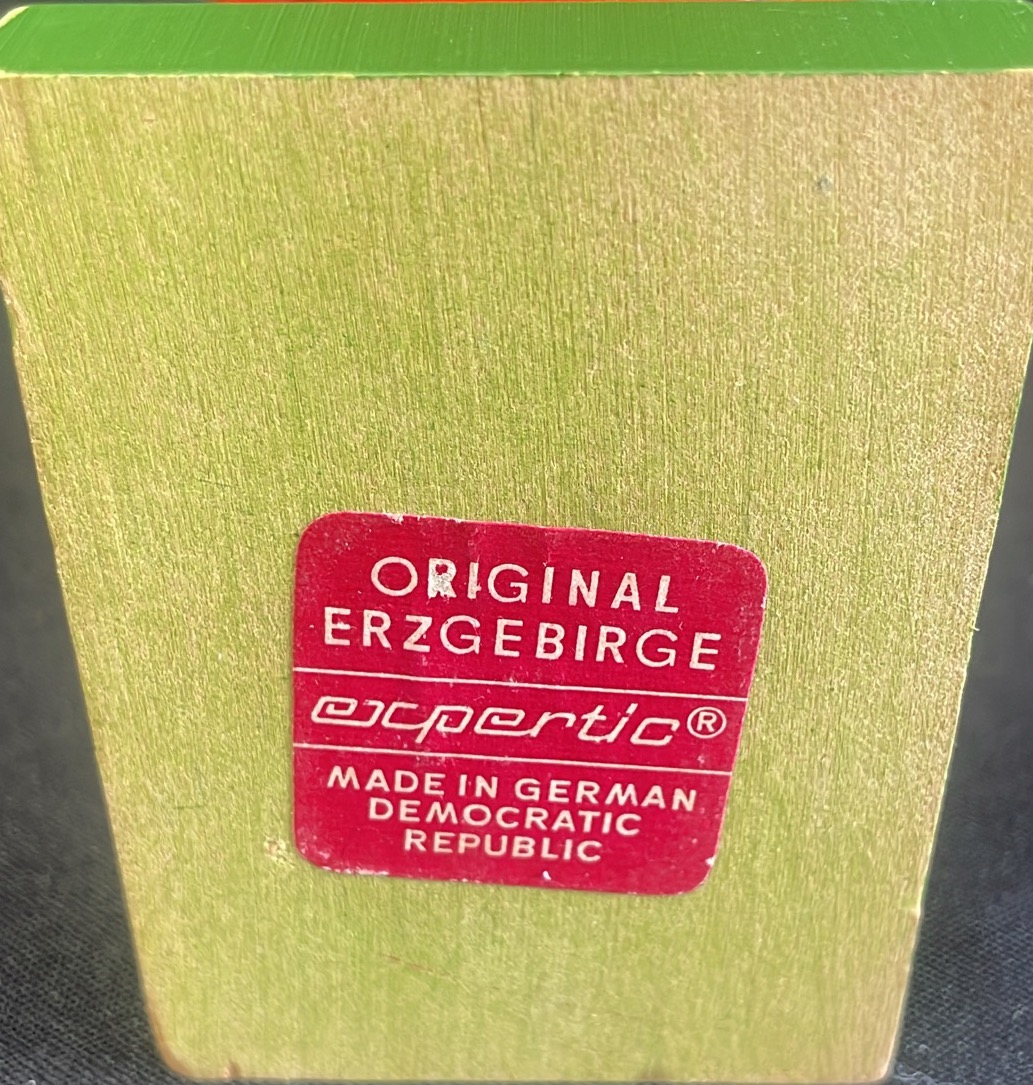 ORIGINAL
ERZGEBIRGE
expertic®
MADE IN GERMAN
DEMOCRATIC
REPUBLIC